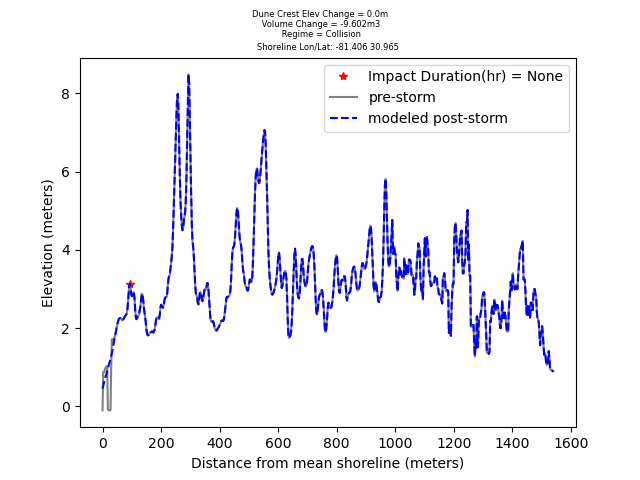 Dune Crest Elev Change = 0.0m
Volume Change = -9.602m3
Regime = Collision
Shoreline Lon/Lat: -81.406 30.965
Impact Duration(hr) = None
pre-storm
modeled post-storm
Elevation (meters)
8
6
4
2
0
0 200 400 600 800 1000 1200 1400 1600
Distance from mean shoreline (meters)